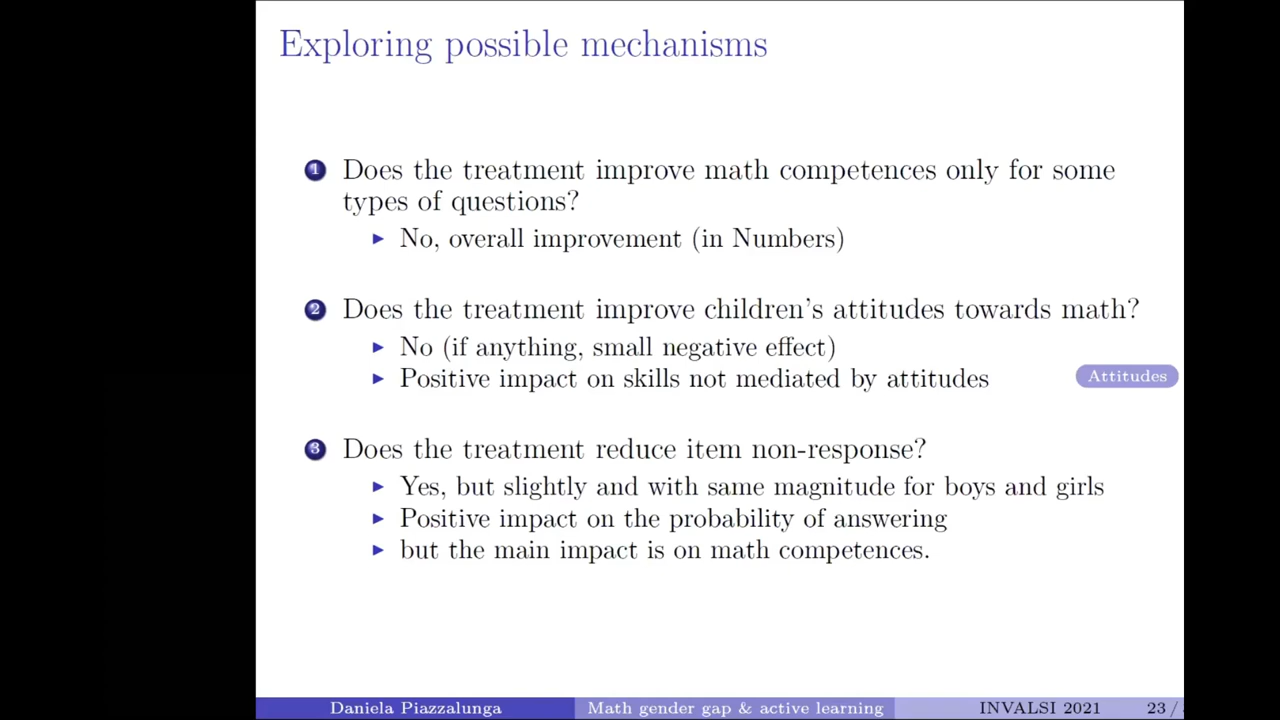 Exploring possible mechanisms
1 Does the treatment improve math competences only for some
types of questions?
▶ No, overall improvement (in Numbers)
2 Does the treatment improve children's attitudes towards math?
▶ No (if anything, small negative effect)
▶ Positive impact on skills not mediated by attitudes
Attitudes
3 Does the treatment reduce item non-response?
▶ Yes, but slightly and with same magnitude for boys and girls
▶ Positive impact on the probability of answering
▶ but the main impact is on math competences.
Daniela Piazzalunga Math gender gap & active learning INVALSI 2021 23 /